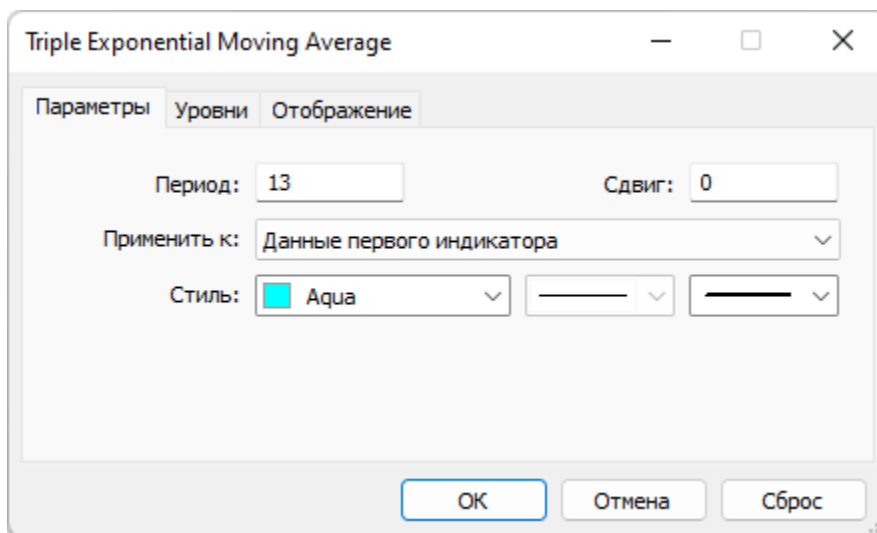 Triple Exponential Moving Average
Параметры Уровни Отображение
Период: 13 Сдвиг: 0
Применить к: Данные первого индикатора
Стиль: Aqua
OK Отмена Сброс